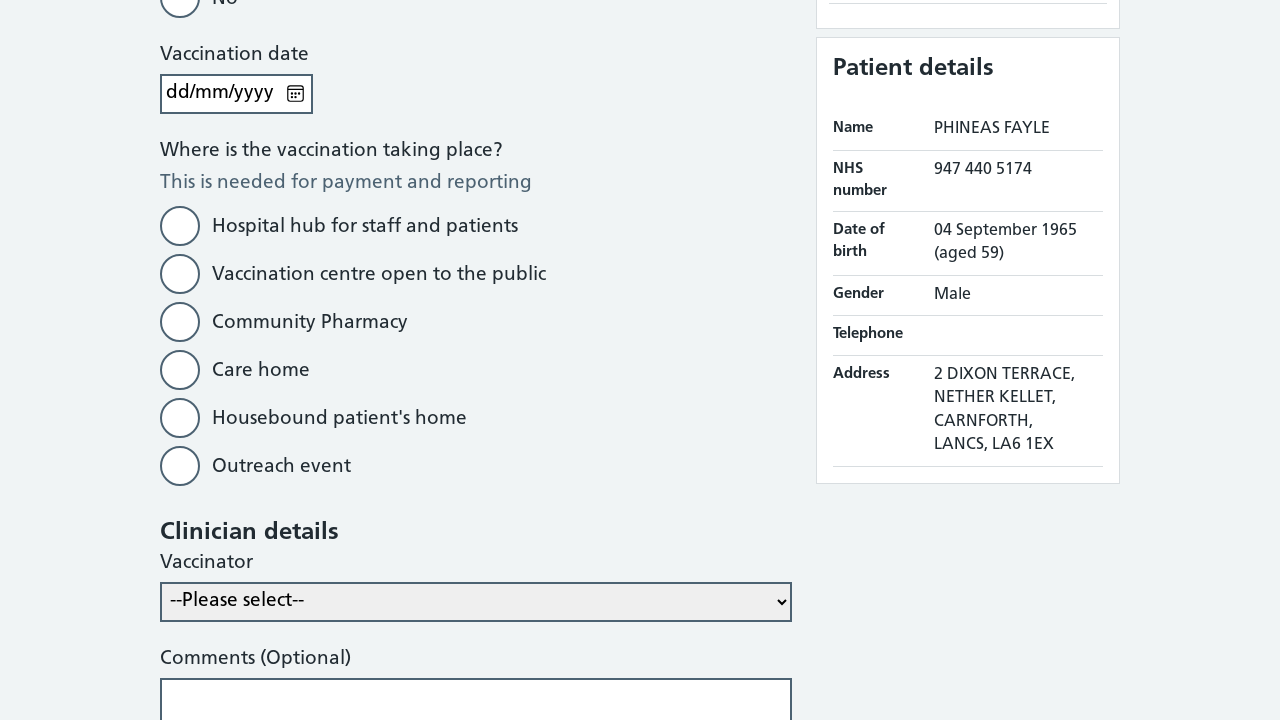 No
Vaccination date
dd/mm/yyyy
Where is the vaccination taking place?
This is needed for payment and reporting
Hospital hub for staff and patients
Vaccination centre open to the public
Community Pharmacy
Care home
Housebound patient's home
Outreach event
Clinician details
Vaccinator
--Please select--
Comments (Optional)
Patient details
Name PHINEAS FAYLE
NHS number 947 440 5174
Date of birth 04 September 1965
(aged 59)
Gender Male
Telephone
Address 2 DIXON TERRACE,
NETHER KELLET,
CARNFORTH,
LANCS, LA6 1EX